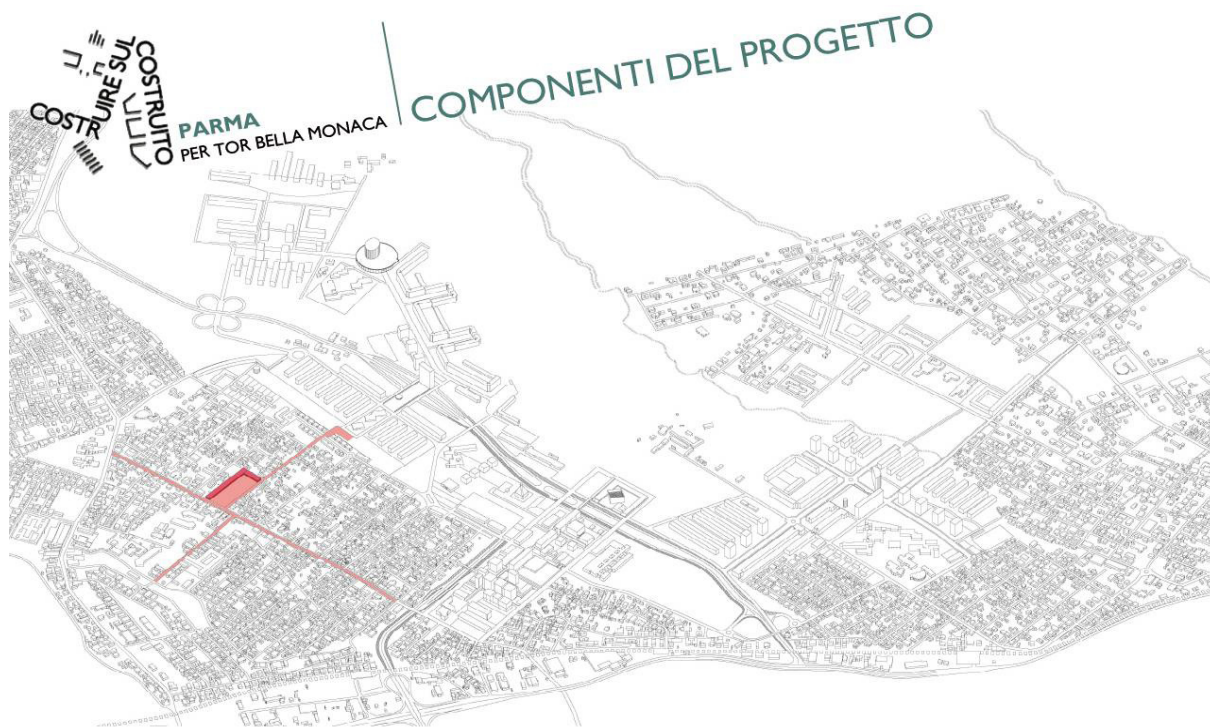 COSTRUIRE SUL
COSTRUITO
PARMA
PER TOR BELLA MONACA
COMPONENTI DEL PROGETTO